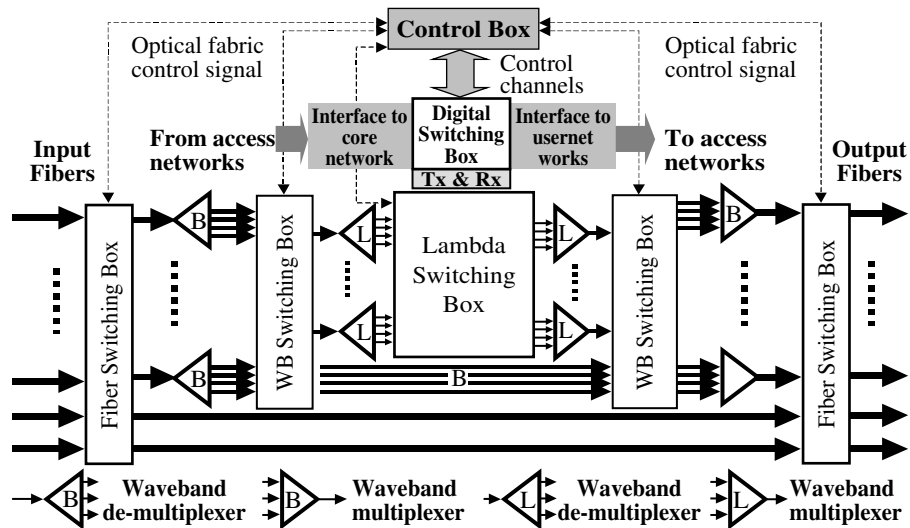 Control Box
Optical fabric
control signal
Control
channels
Optical fabric
control signal
Input
Fibers
From access
networks
Interface to
core
network
Digital
Switching
Box
Interface to
usernet
works
To access
networks
Output
Fibers
Tx & Rx
Fiber Switching Box
B
B
WB Switching Box
L
L
Lambda
Switching
Box
L
L
B
WB Switching Box
B
Fiber Switching Box
B
Waveband
de-multiplexer
B
Waveband
multiplexer
L
Waveband
de-multiplexer
L
Waveband
multiplexer